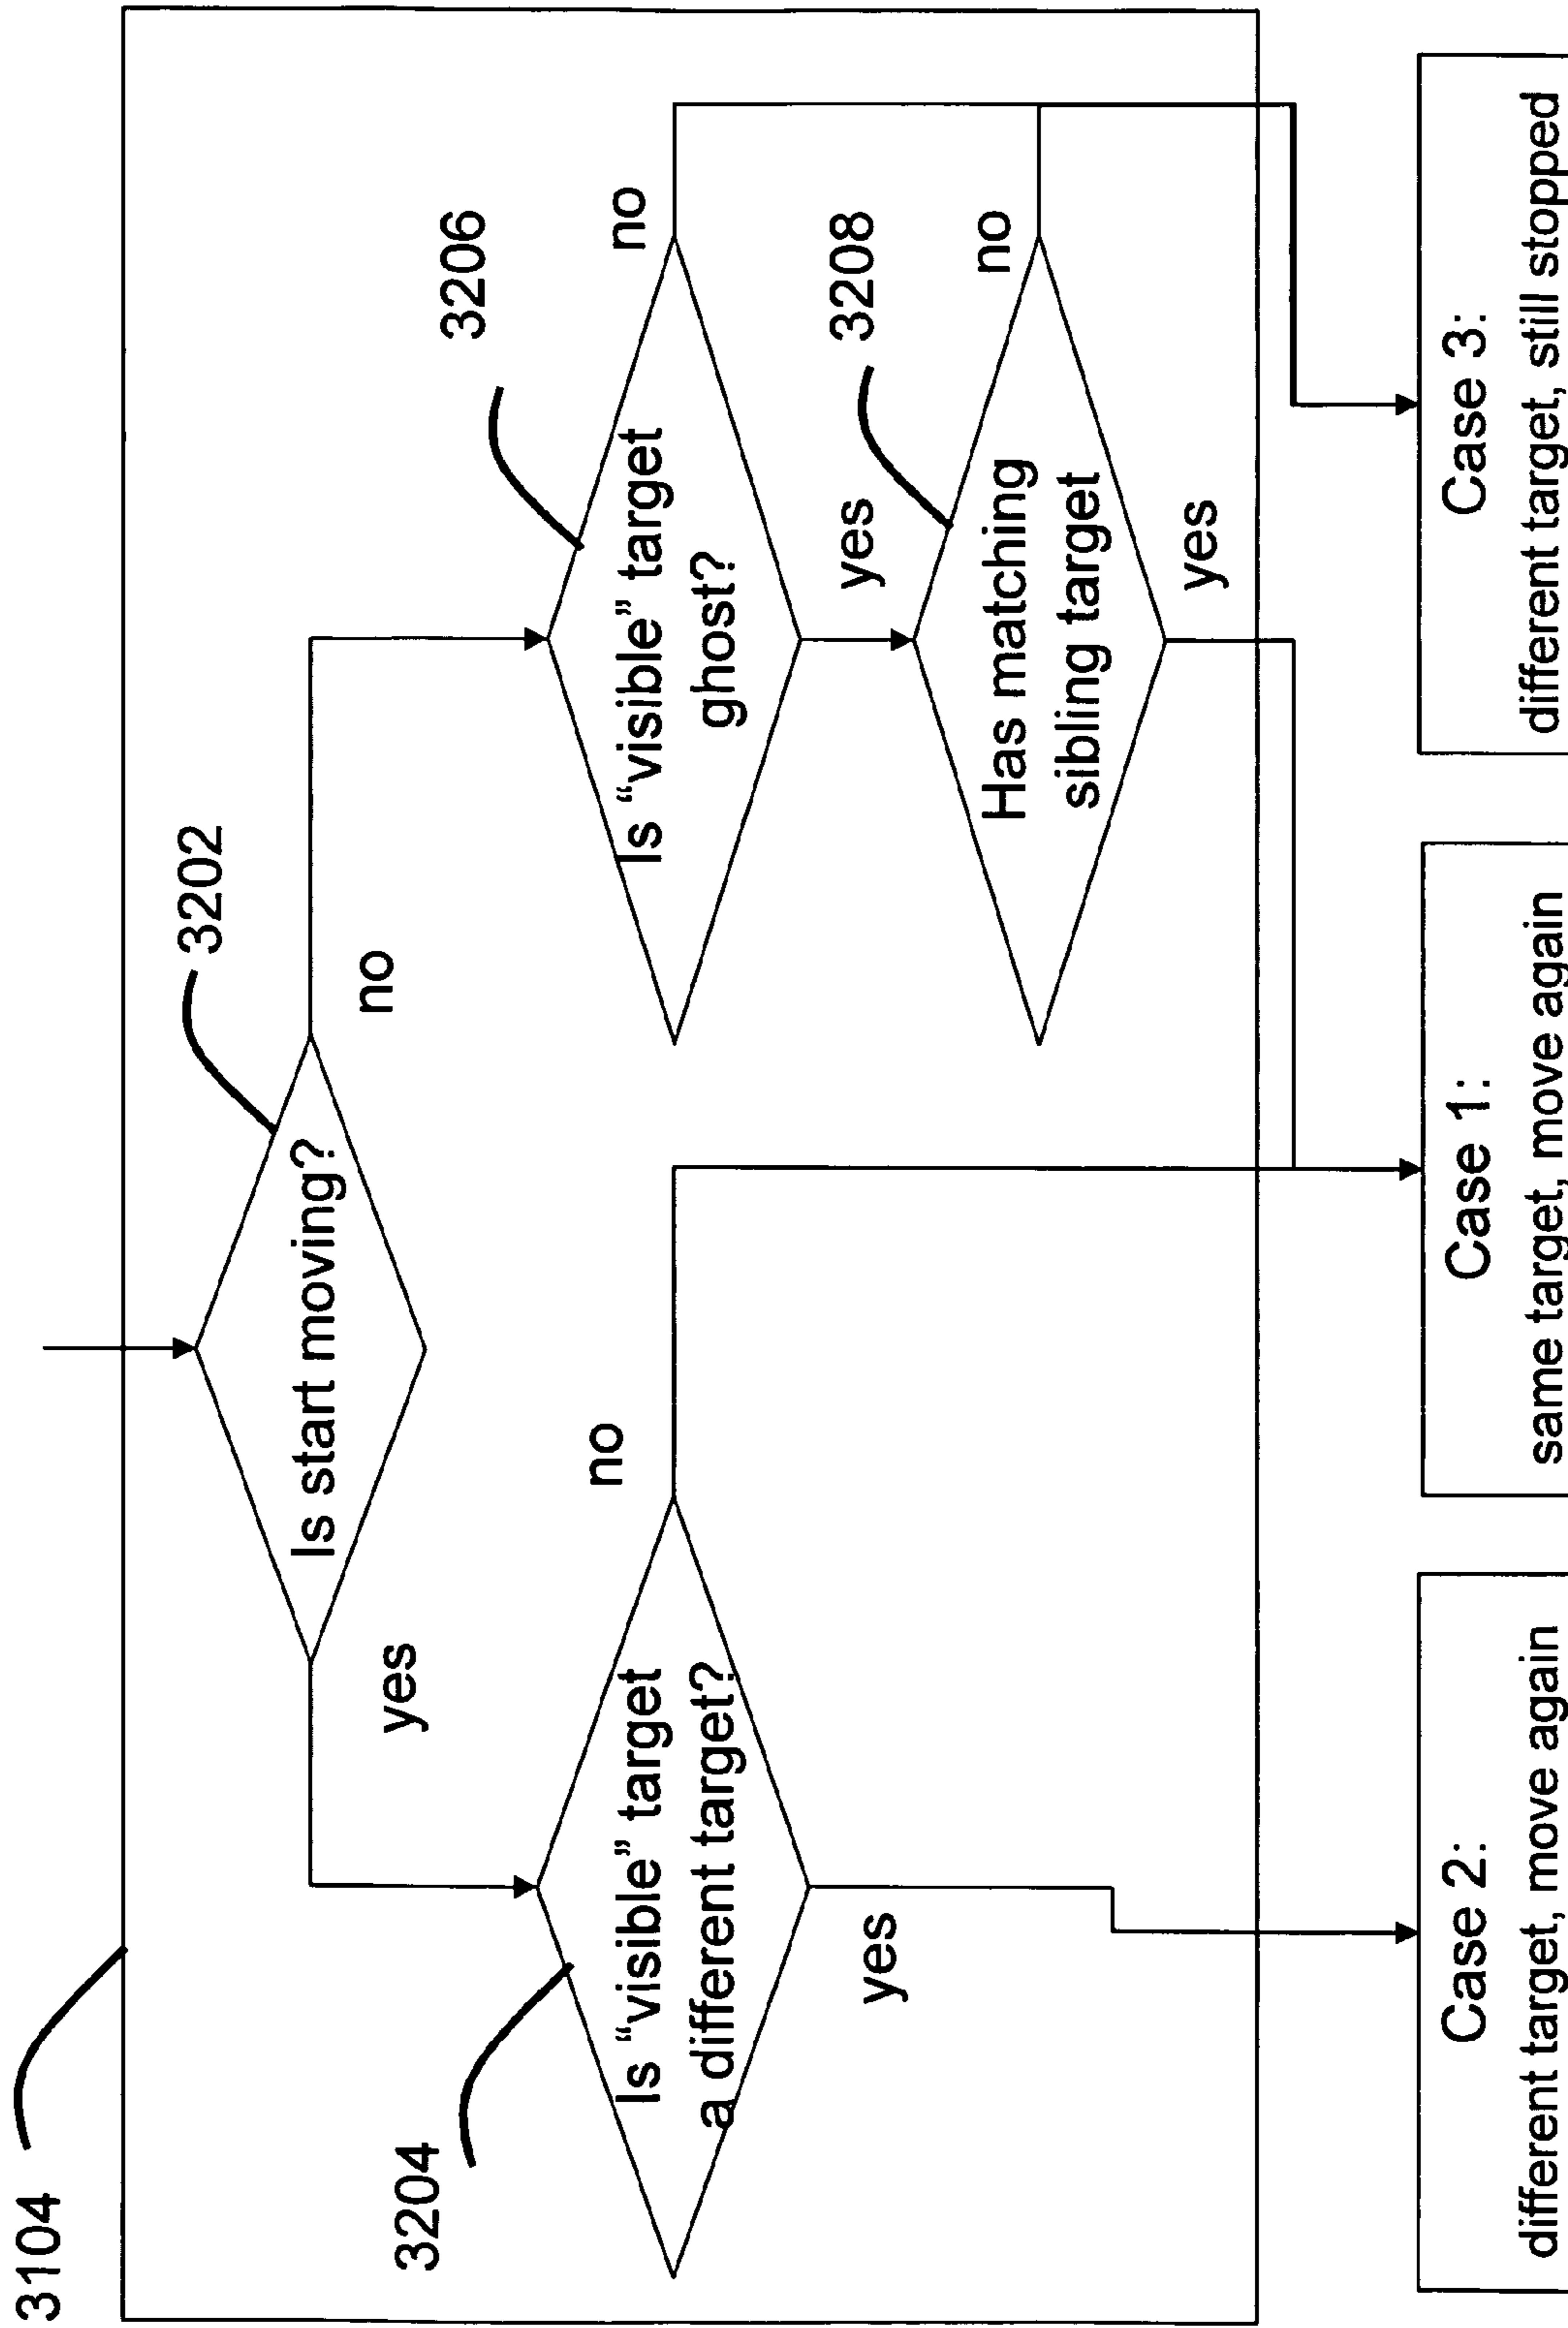 3104
3202
Is start moving?
yes
no
3204
Is “visible” target
a different target?
no
yes
3206
Is “visible” target
ghost?
no
yes
3208
Has matching
sibling target
no
yes
Case 2:
different target, move again
Case 1:
same target, move again
Case 3:
different target, still stopped